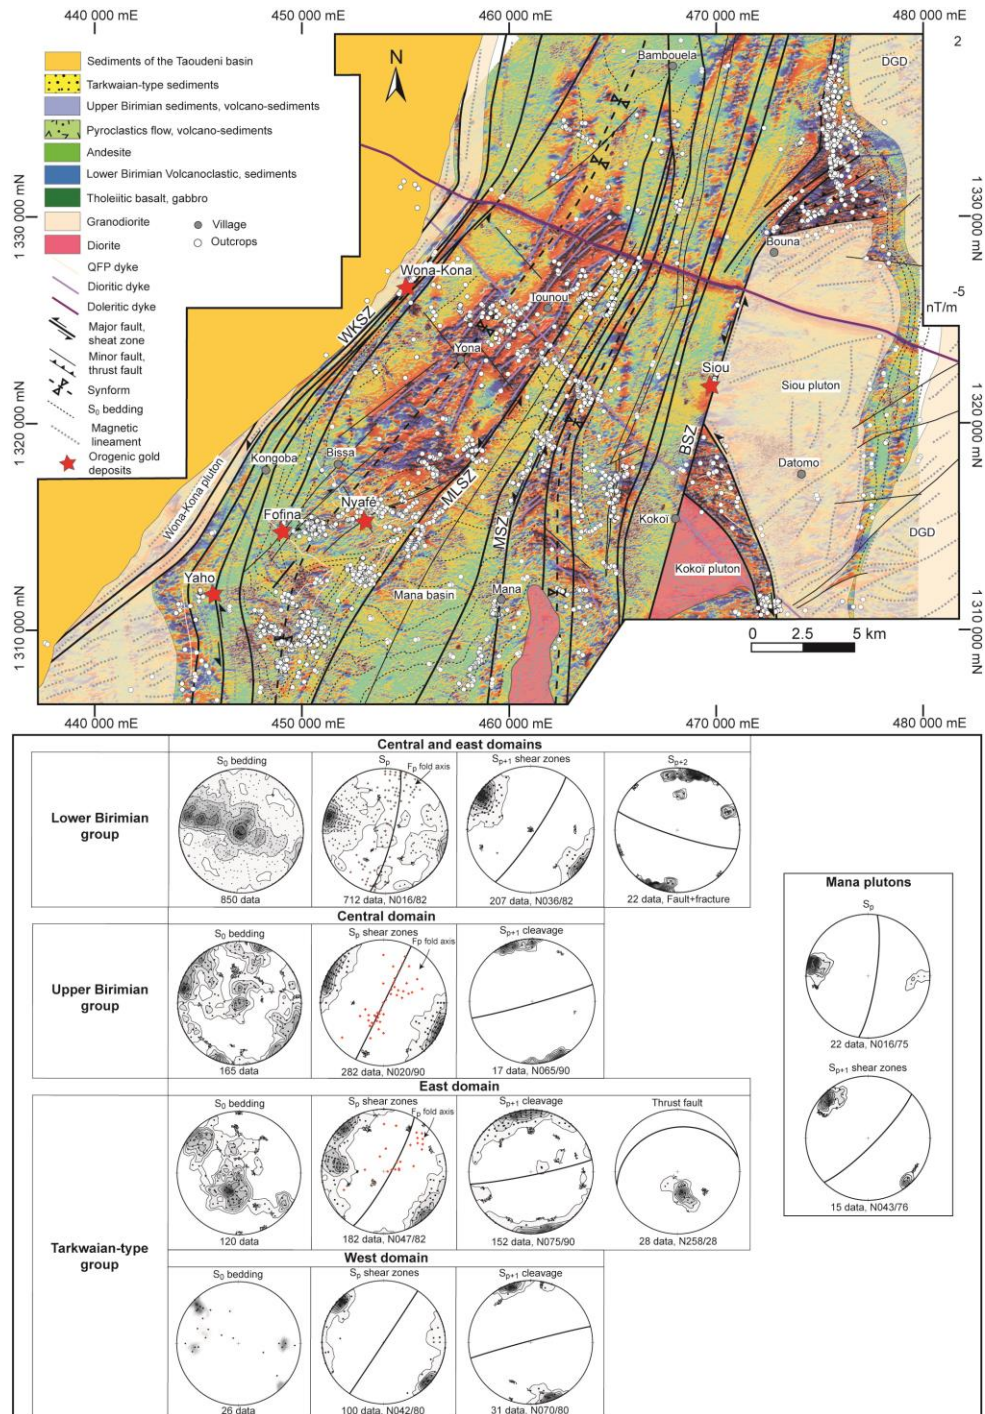 440 000 mE
450 000 mE
460 000 mE
470 000 mE
480 000 mE
Sediments of the Taoudeni basin
Tarkwaian-type sediments
Upper Birimian sediments, volcano-sediments
Pyroclastics flow, volcano-sediments
Andesite
Lower Birimian Volcanoclastic, sediments
Tholeiitic basalt, gabbro
Granodiorite
Diorite
QFP dyke
Dioritic dyke
Doleritic dyke
Major fault,
sheat zone
Minor fault,
thrust fault
Synform
S0 bedding
Magnetic
lineament
Orogenic gold
deposits
Village
Outcrops
N
2
-5
nT/m
1 330 000 mN
1 320 000 mN
1 310 000 mN
1 330 000 mN
1 320 000 mN
1 310 000 mN
Bambouela
DGD
Bouna
Wona-Kona
Tounou
WKSZ
Yona
Siou
Siou pluton
BSZ
Datomo
Kongoba
Bissa
Wona-Kona pluton
Nyafé
MLSZ
Fofina
MSZ
Kokoï
DGD
Kokoï pluton
Yaho
Mana basin
Mana
0 2.5 5 km
440 000 mE
450 000 mE
460 000 mE
470 000 mE
480 000 mE
Central and east domains
Lower Birimian
group
S0 bedding
850 data
Sp
Fp fold axis
712 data, N016/82
Sp+1 shear zones
207 data, N036/82
Sp+2
22 data, Fault+fracture
Central domain
Upper Birimian
group
S0 bedding
165 data
Sp shear zones
Fp fold axis
282 data, N020/90
Sp+1 cleavage
17 data, N065/90
East domain
Tarkwaian-type
group
S0 bedding
120 data
Sp shear zones
Fp fold axis
182 data, N047/82
Sp+1 cleavage
152 data, N075/90
Thrust fault
28 data, N258/28
West domain
S0 bedding
26 data
Sp shear zones
100 data, N042/80
Sp+1 cleavage
31 data, N070/80
Mana plutons
Sp
22 data, N016/75
Sp+1 shear zones
15 data, N043/76